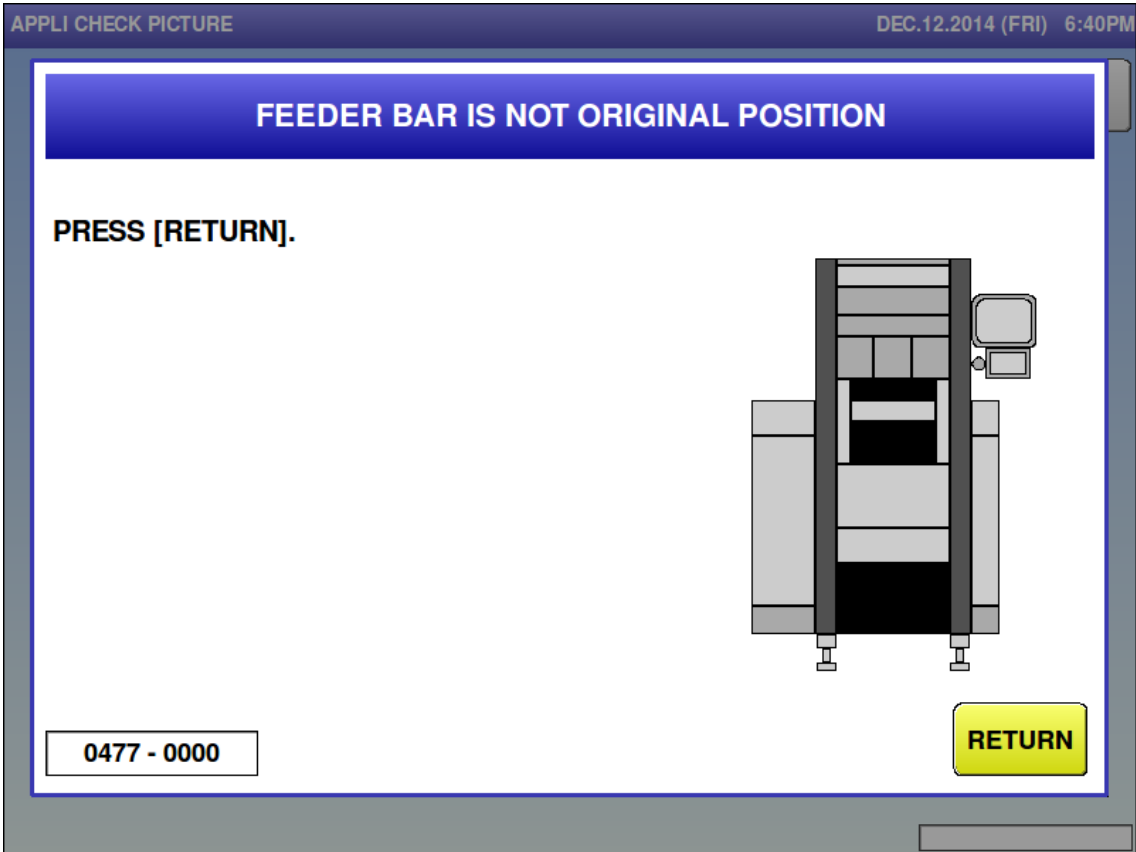 APPLI CHECK PICTURE DEC.12.2014 (FRI) 6:40PM
FEEDER BAR IS NOT ORIGINAL POSITION
PRESS [RETURN].
0477 - 0000
RETURN